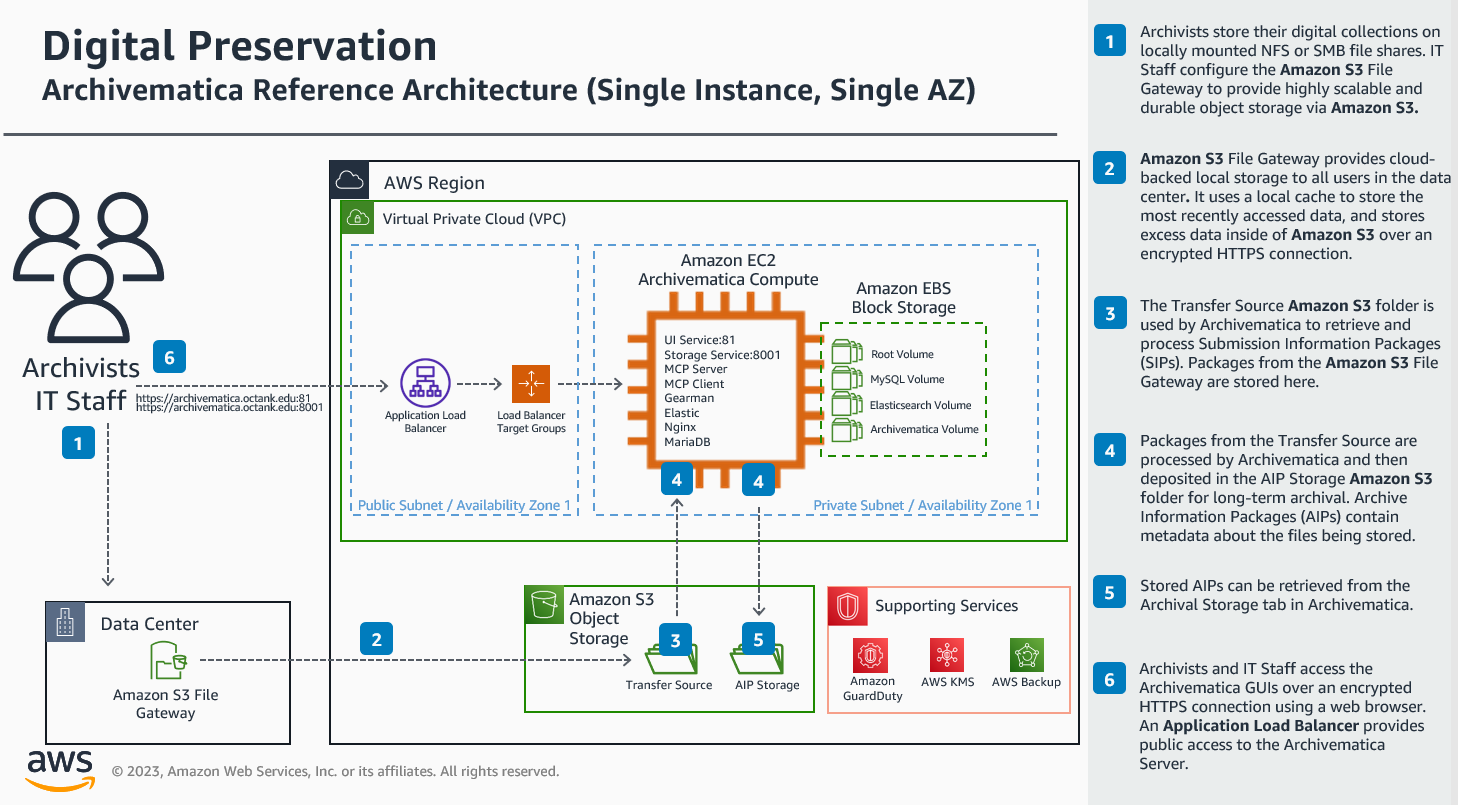 Digital Preservation
Archivematica Reference Architecture (Single Instance, Single AZ)
AWS Region
Virtual Private Cloud (VPC)
Amazon EC2
Archivematica Compute
Amazon EBS
Block Storage
UI Service:81
Storage Service:8001
MCP Server
MCP Client
Gearman
Elastic
Nginx
MariaDB
Root Volume
MySQL Volume
Elasticsearch Volume
Archivematica Volume
Archivists
IT Staff
6
https://archivematica.octank.edu:81
https://archivematica.octank.edu:8001
1
Application Load
Balancer
Load Balancer
Target Groups
4
4
Public Subnet / Availability Zone 1
Private Subnet / Availability Zone 1
Data Center
Amazon S3 File
Gateway
2
Amazon S3
Object
Storage
3
5
Transfer Source
AIP Storage
Supporting Services
Amazon
GuardDuty
AWS KMS
AWS Backup
aws
© 2023, Amazon Web Services, Inc. or its affiliates. All rights reserved.
1
Archivists store their digital collections on
locally mounted NFS or SMB file shares. IT
Staff configure the Amazon S3 File
Gateway to provide highly scalable and
durable object storage via Amazon S3.
2
Amazon S3 File Gateway provides cloud-
backed local storage to all users in the data
center. It uses a local cache to store the
most recently accessed data, and stores
excess data inside of Amazon S3 over an
encrypted HTTPS connection.
3
The Transfer Source Amazon S3 folder is
used by Archivematica to retrieve and
process Submission Information Packages
(SIPs). Packages from the Amazon S3 File
Gateway are stored here.
4
Packages from the Transfer Source are
processed by Archivematica and then
deposited in the AIP Storage Amazon S3
folder for long-term archival. Archive
Information Packages (AIPs) contain
metadata about the files being stored.
5
Stored AIPs can be retrieved from the
Archival Storage tab in Archivematica.
6
Archivists and IT Staff access the
Archivematica GUIs over an encrypted
HTTPS connection using a web browser.
An Application Load Balancer provides
public access to the Archivematica
Server.